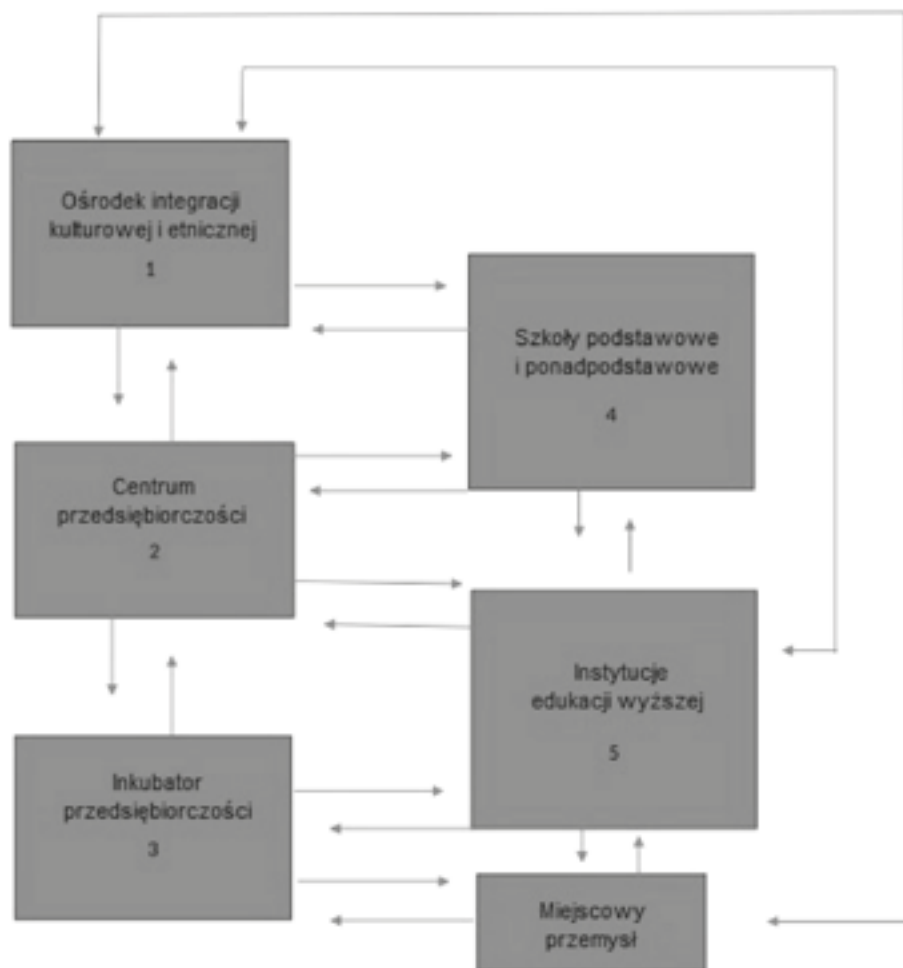 Ośrodek integracji
kulturowej i etnicznej
1
Szkoły podstawowe
i ponadpodstawowe
4
Centrum
przedsiębiorczości
2
Instytucje
edukacji wyższej
5
Inkubator
przedsiębiorczości
3
Miejscowy
przemysł